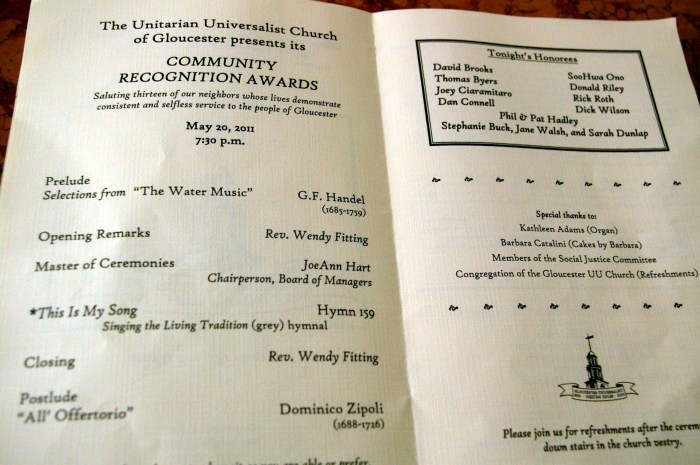 The Unitarian Universalist Church
of Gloucester presents its
COMMUNITY
RECOGNITION AWARDS
Saluting thirteen of our neighbors whose lives demonstrate
consistent and selfless service to the people of Gloucester
May 20, 2011
7:30 p.m.
Prelude
Selections from "The Water Music" G.F. Handel
(1685-1759)
Opening Remarks Rev. Wendy Fitting
Master of Ceremonies JoeAnn Hart
Chairperson, Board of Managers
*This Is My Song Hymn 159
Singing the Living Tradition (grey) hymnal
Closing Rev. Wendy Fitting
Postlude
"All' Offertorio" Dominico Zipoli
(1688-1726)
able or prefer.
Tonight's Honorees
David Brooks SooHwa Ono
Thomas Byers Donald Riley
Joey Ciaramitaro Rick Roth
Dan Connell Dick Wilson
Phil & Pat Hadley
Stephanie Buck, Jane Walsh, and Sarah Dunlap
Special thanks to:
Kathleen Adams (Organ)
Barbara Catalini (Cakes by Barbara)
Members of the Social Justice Committee
Congregation of the Gloucester UU Church (Refreshments)
Please join us for refreshments after the cerem
down stairs in the church vestry.